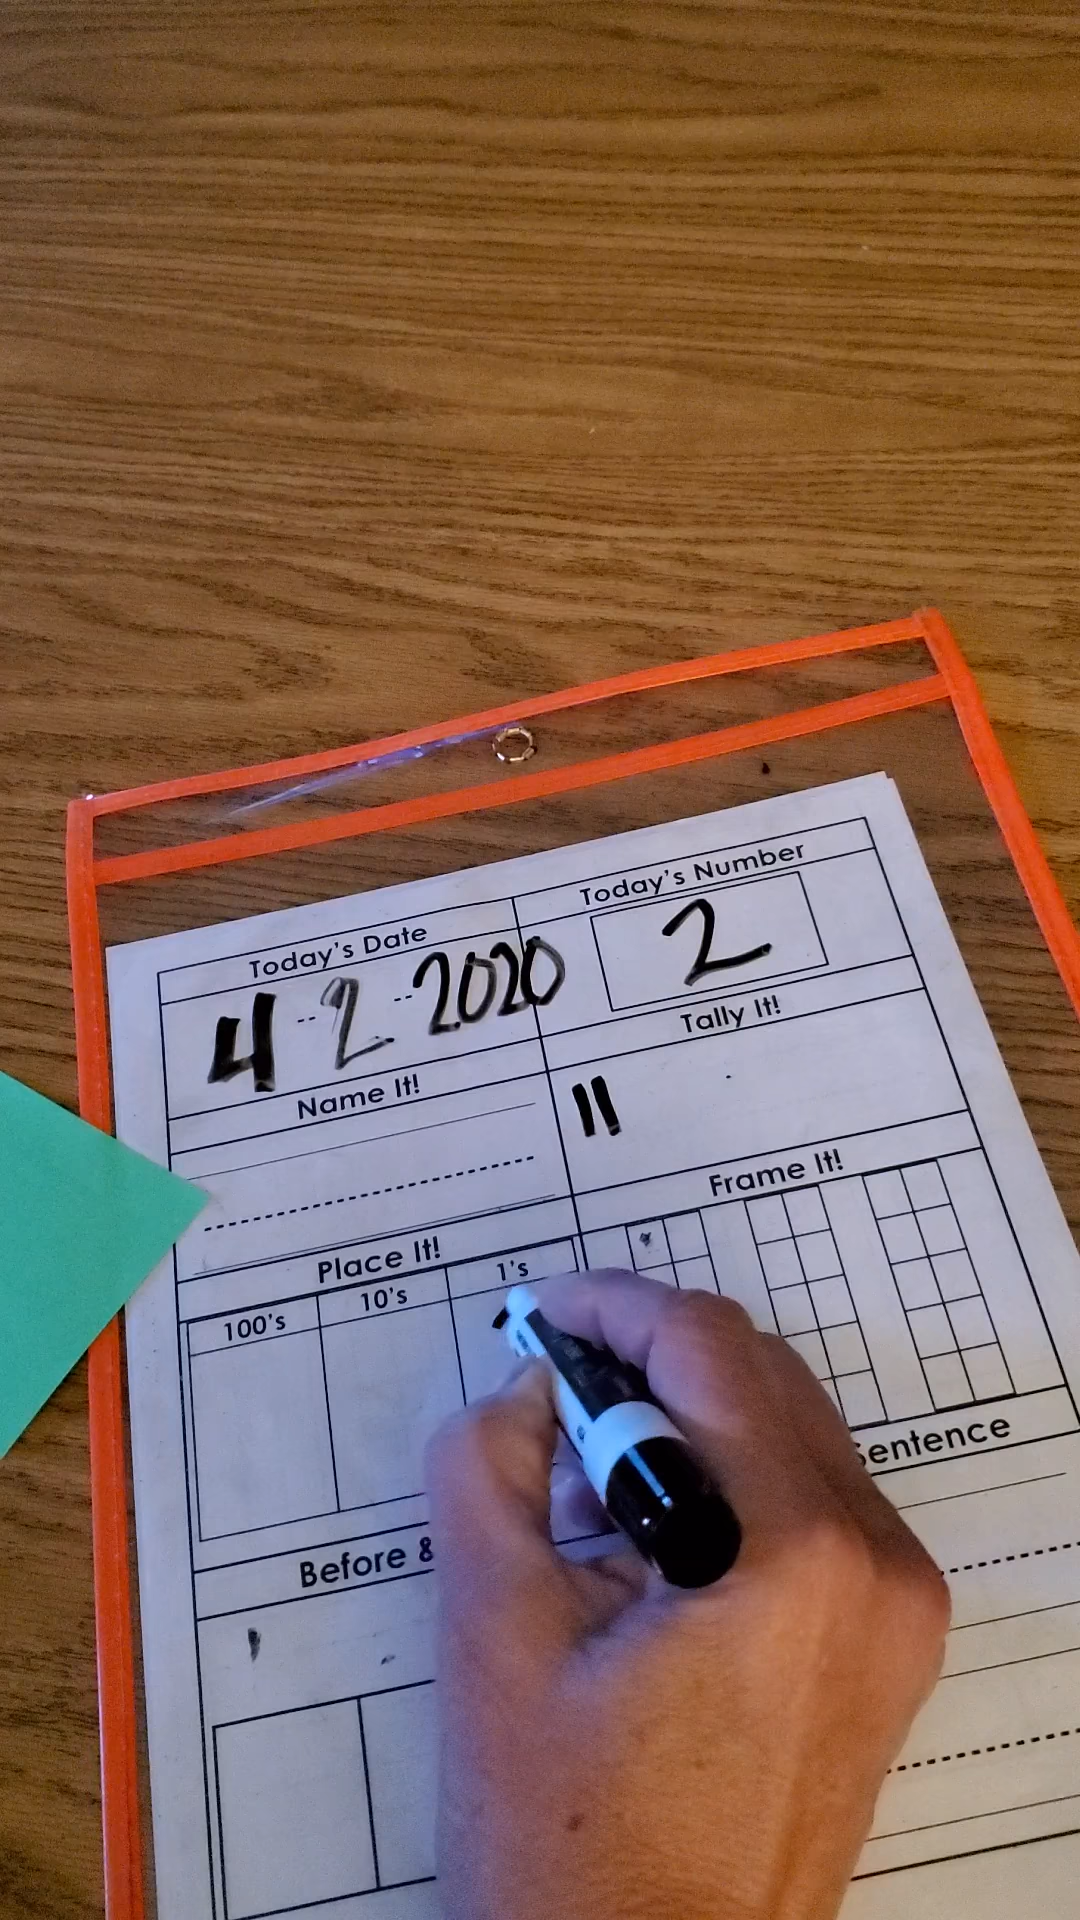 Today's Date
Today's Number
4 -- 2 -- 2020
2
Name It!
Tally It!
Place It!
Frame It!
100's 10's 1's
Sentence
Before &